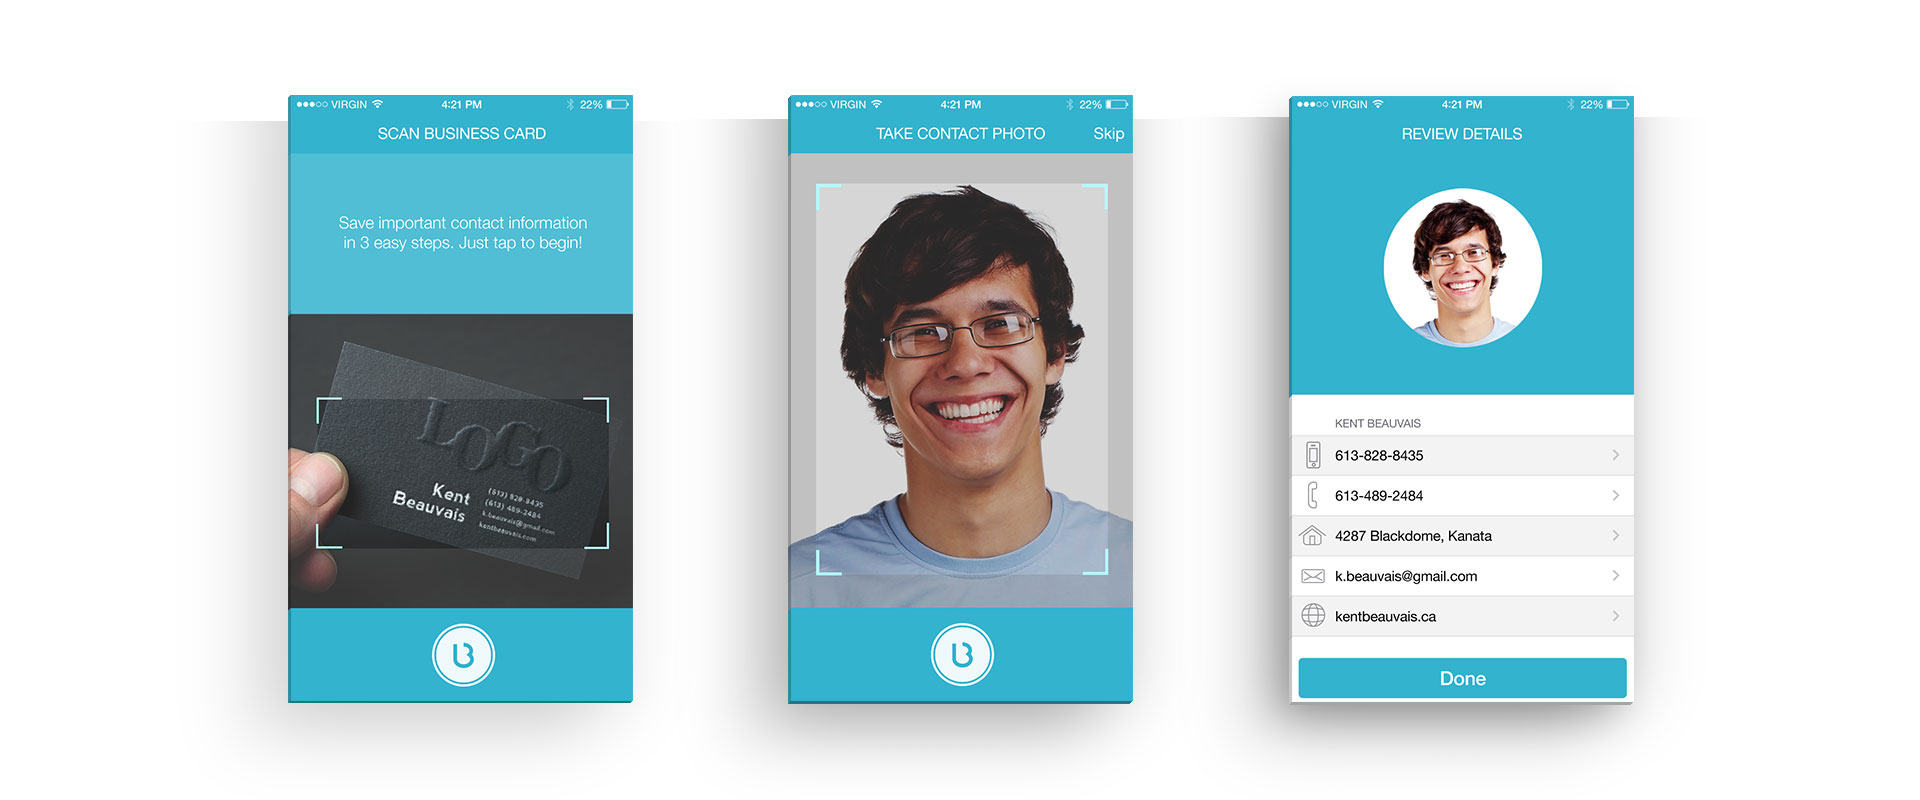 VIRGIN 4:21 PM 22%
SCAN BUSINESS CARD
Save important contact information
in 3 easy steps. Just tap to begin!
LOGO
Kent
Beauvais
(613) 828-8435
(613) 489-2484
k.beauvais@gmail.com
kentbeauvais.com
B
VIRGIN 4:21 PM 22%
TAKE CONTACT PHOTO Skip
B
VIRGIN 4:21 PM 22%
REVIEW DETAILS
KENT BEAUVAIS
613-828-8435
613-489-2484
4287 Blackdome, Kanata
k.beauvais@gmail.com
kentbeauvais.ca
Done